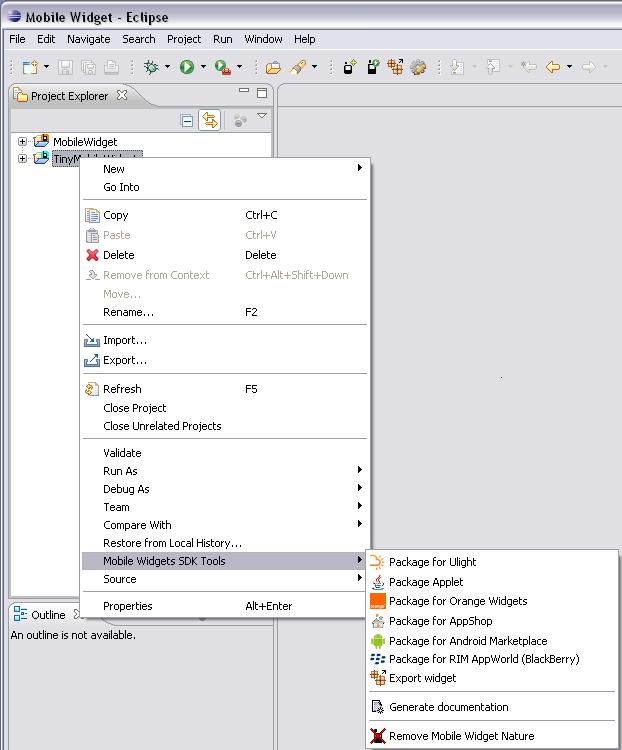 Mobile Widget - Eclipse
File Edit Navigate Search Project Run Window Help
Project Explorer
MobileWidget
New
Go Into
Copy Ctrl+C
Paste Ctrl+V
Delete Delete
Remove from Context Ctrl+Alt+Shift+Down
Move...
Rename... F2
Import...
Export...
Refresh F5
Close Project
Close Unrelated Projects
Validate
Run As
Debug As
Team
Compare With
Restore from Local History...
Mobile Widgets SDK Tools
Source
Properties Alt+Enter
Package for Ulight
Package Applet
Package for Orange Widgets
Package for AppShop
Package for Android Marketplace
Package for RIM AppWorld (BlackBerry)
Export widget
Generate documentation
Remove Mobile Widget Nature
Outline
An outline is not available.